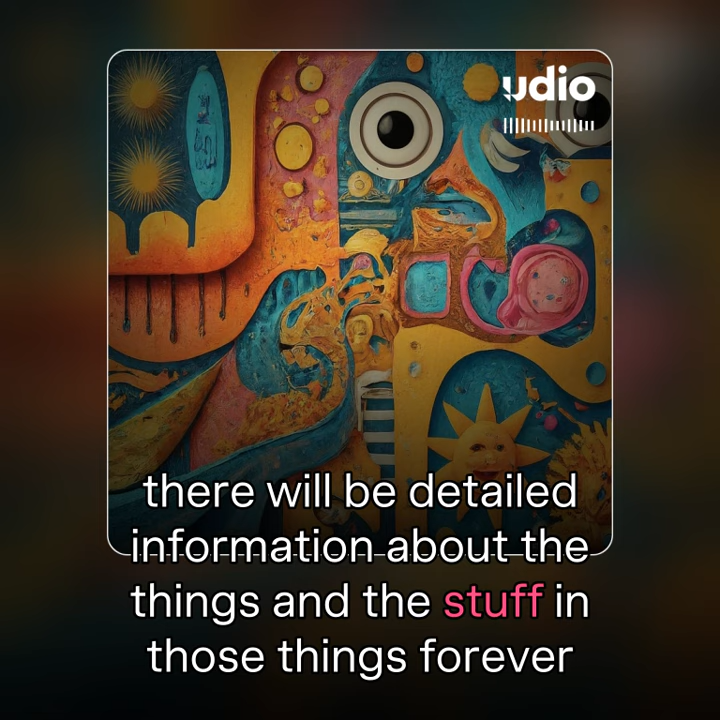 udio
there will be detailed
information about the
things and the stuff in
those things forever